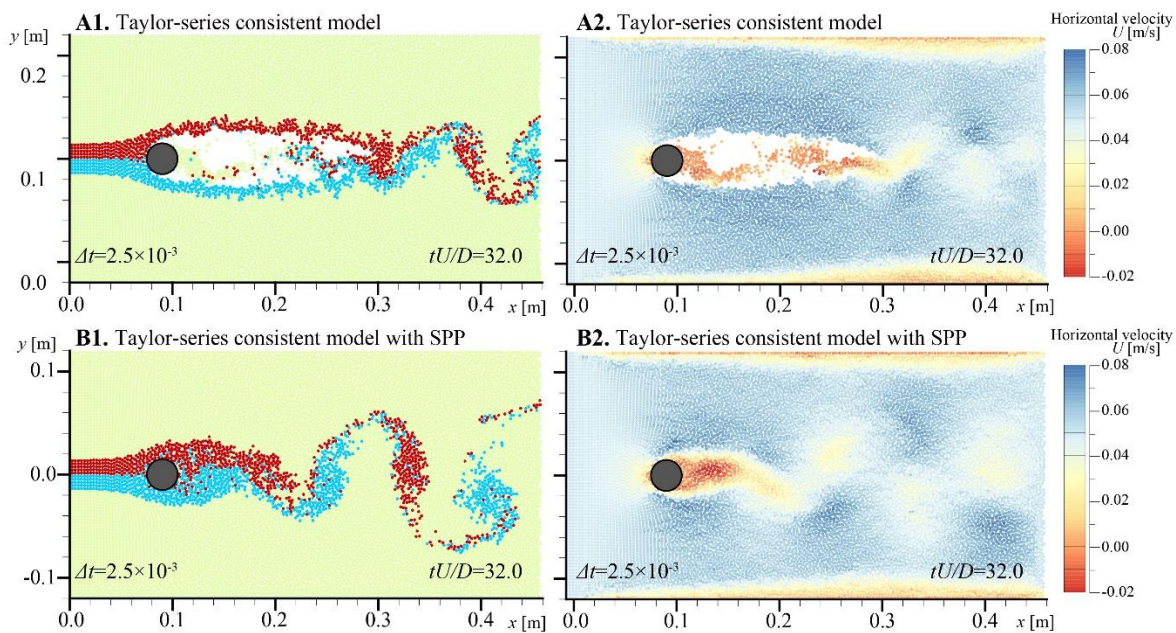 A1. Taylor-series consistent model
y [m]
0.2
0.1
0.0
Δt=2.5×10⁻³
tU/D=32.0
0.0 0.1 0.2 0.3 x [m] 0.4
A2. Taylor-series consistent model
Δt=2.5×10⁻³
tU/D=32.0
0.0 0.1 0.2 0.3 x [m] 0.4
Horizontal velocity
U [m/s]
0.08
0.06
0.04
0.02
0.00
-0.02
B1. Taylor-series consistent model with SPP
y [m]
0.1
0.0
-0.1
Δt=2.5×10⁻³
tU/D=32.0
0.0 0.1 0.2 0.3 0.4 x [m]
B2. Taylor-series consistent model with SPP
Δt=2.5×10⁻³
tU/D=32.0
0.0 0.1 0.2 0.3 0.4 x [m]
Horizontal velocity
U [m/s]
0.08
0.06
0.04
0.02
0.00
-0.02